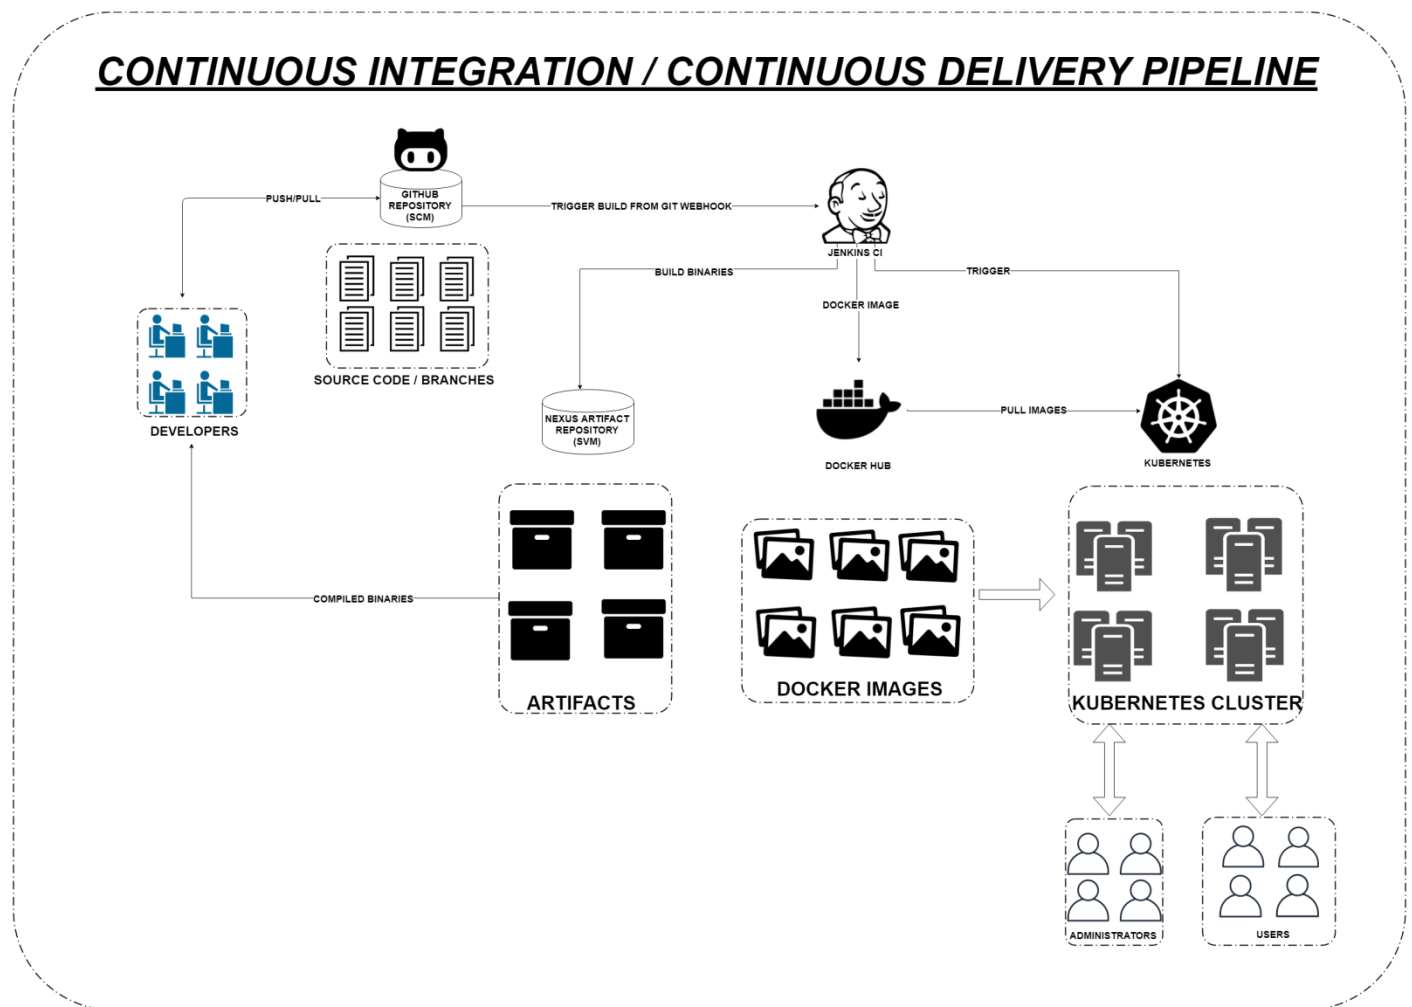 CONTINUOUS INTEGRATION / CONTINUOUS DELIVERY PIPELINE
PUSH/PULL
GITHUB
REPOSITORY
(SCM)
TRIGGER BUILD FROM GIT WEBHOOK
JENKINS CI
BUILD BINARIES
TRIGGER
DOCKER IMAGE
SOURCE CODE / BRANCHES
DEVELOPERS
NEXUS ARTIFACT
REPOSITORY
(SVM)
PULL IMAGES
DOCKER HUB
KUBERNETES
COMPILED BINARIES
ARTIFACTS
DOCKER IMAGES
KUBERNETES CLUSTER
ADMINISTRATORS
USERS